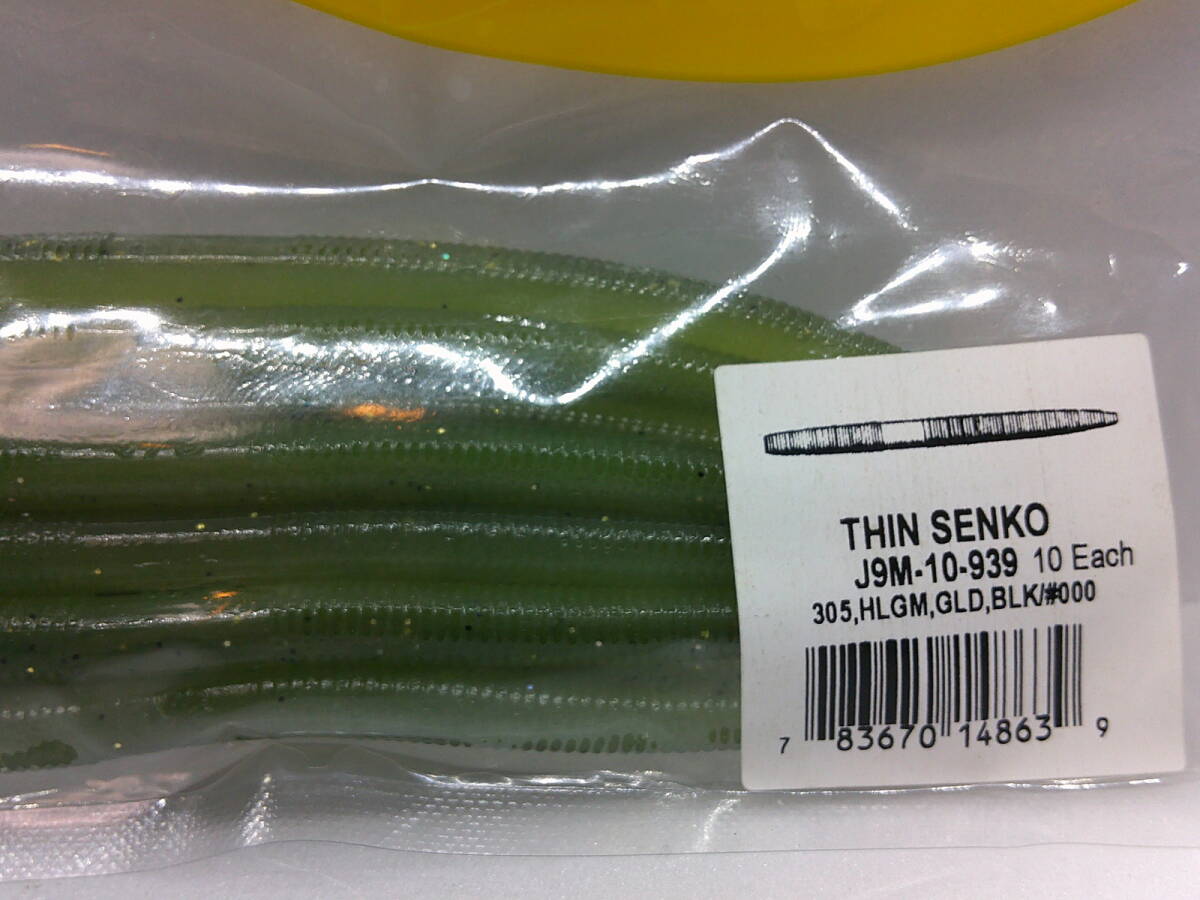 THIN SENKO
J9M-10-939 10 Each
305,HLGM,GLD,BLK/#000
7 83670 14863 9